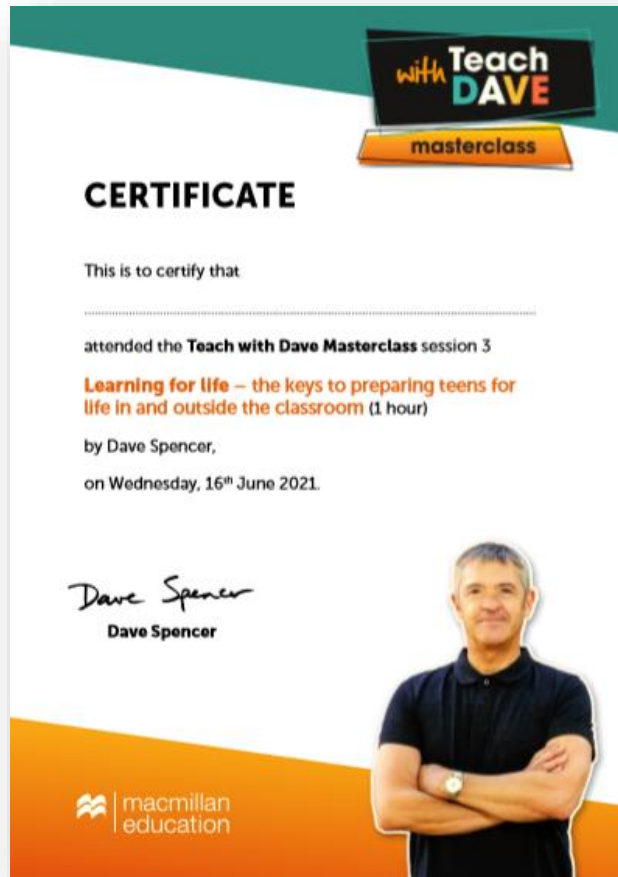 with Teach
DAVE
masterclass
CERTIFICATE
This is to certify that
attended the Teach with Dave Masterclass session 3
Learning for life – the keys to preparing teens for
life in and outside the classroom (1 hour)
by Dave Spencer,
on Wednesday, 16th June 2021.
Dave Spencer
Dave Spencer
macmillan
education